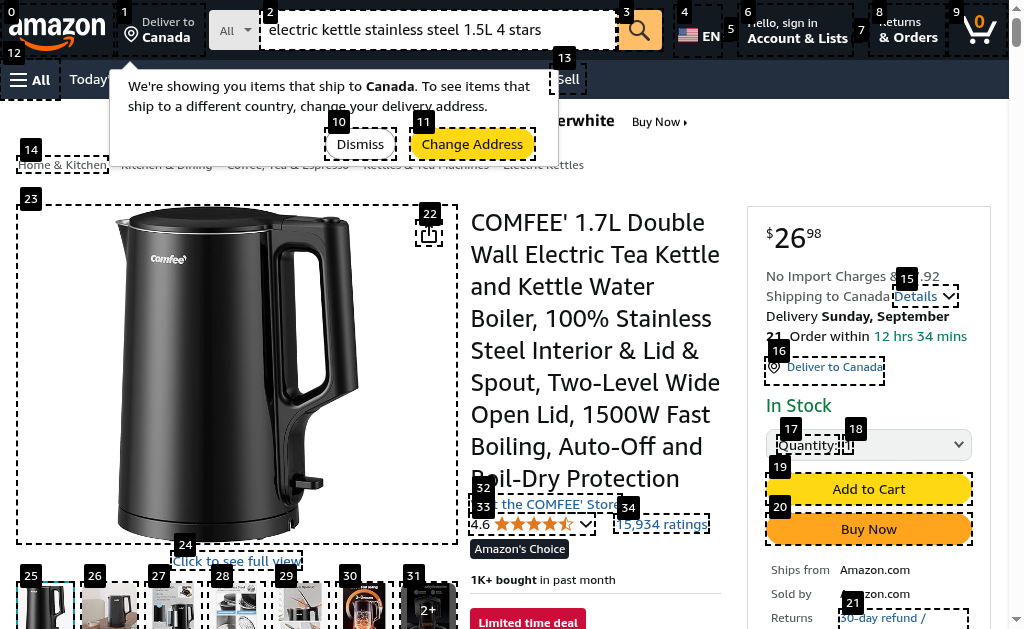 0
1
2
3
4
5
6
7
8
9
amazon
Deliver to
Canada
All
electric kettle stainless steel 1.5L 4 stars
EN
Hello, sign in
Account & Lists
Returns
& Orders
0
12
All
Today'
13
Sell
We're showing you items that ship to Canada. To see items that
ship to a different country, change your delivery address.
10
Dismiss
11
Change Address
erwhite
Buy Now
14
Home & Kitchen
Kitchen & Dining
Coffee, Tea & Espresso
Kettles & Tea Machines
Electric Kettles
23
22
comfee'
COMFEE' 1.7L Double
Wall Electric Tea Kettle
and Kettle Water
Boiler, 100% Stainless
Steel Interior & Lid &
Spout, Two-Level Wide
Open Lid, 1500W Fast
Boiling, Auto-Off and
Boil-Dry Protection
32
the COMFEE' Store
33
4.6
34
15,934 ratings
Amazon's Choice
1K+ bought in past month
Limited time deal
24
Click to see full view
25
26
27
28
29
30
31
2+
$26.98
No Import Charges & .92
15
Shipping to Canada Details
Delivery Sunday, September
21. Order within 12 hrs 34 mins
16
Deliver to Canada
In Stock
17
18
Quantity: 1
19
Add to Cart
20
Buy Now
Ships from Amazon.com
Sold by Amazon.com
21
Returns 30-day refund /